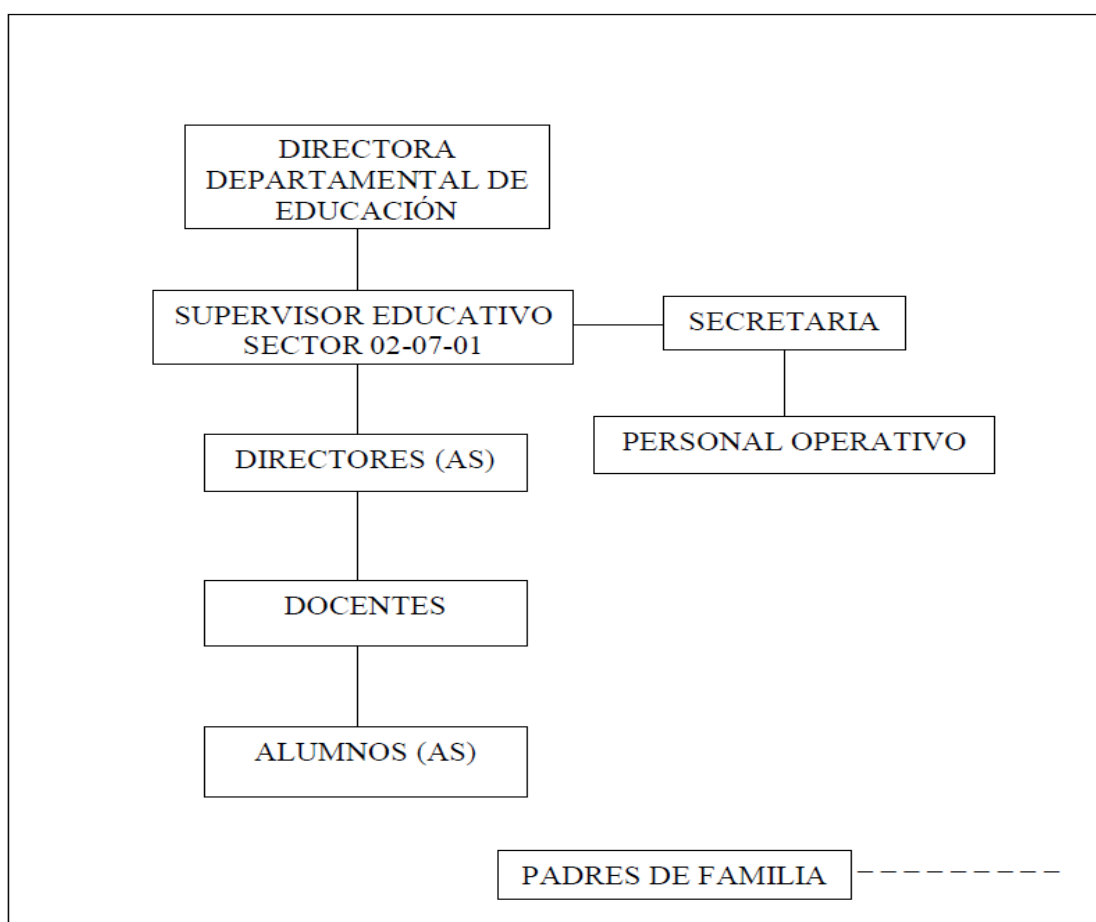 DIRECTORA
DEPARTAMENTAL DE
EDUCACIÓN
SUPERVISOR EDUCATIVO
SECTOR 02-07-01
SECRETARIA
PERSONAL OPERATIVO
DIRECTORES (AS)
DOCENTES
ALUMNOS (AS)
PADRES DE FAMILIA